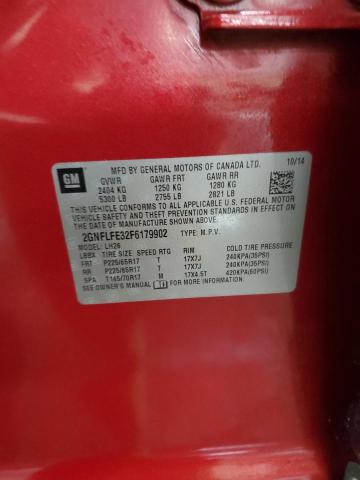 GM
MFD BY GENERAL MOTORS OF CANADA LTD. 10/14
GVWR GAWR FRT GAWR RR
2404 KG 1250 KG 1280 KG
5300 LB 2755 LB 2821 LB
THIS VEHICLE CONFORMS TO ALL APPLICABLE U.S. FEDERAL MOTOR
VEHICLE SAFETY AND THEFT PREVENTION STANDARDS IN EFFECT ON
THE DATE OF MANUFACTURE SHOWN ABOVE.
2GNFLFE32F6179902 TYPE: M.P.V.
MODEL: LH26
LBBX TIRE SIZE SPEED RTG RIM COLD TIRE PRESSURE
FRT P225/65R17 T 17X7J 240KPA(35PSI)
RR P225/65R17 T 17X7J 240KPA(35PSI)
SPA T145/70R17 M 17X4.5T 420KPA(60PSI)
SEE OWNER'S MANUAL FOR MORE INFORMATION.